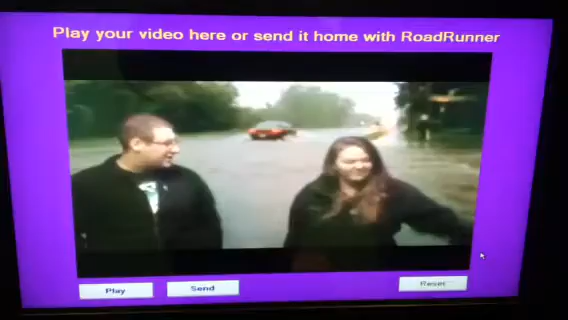 Play your video here or send it home with RoadRunner
Play
Send
Reset